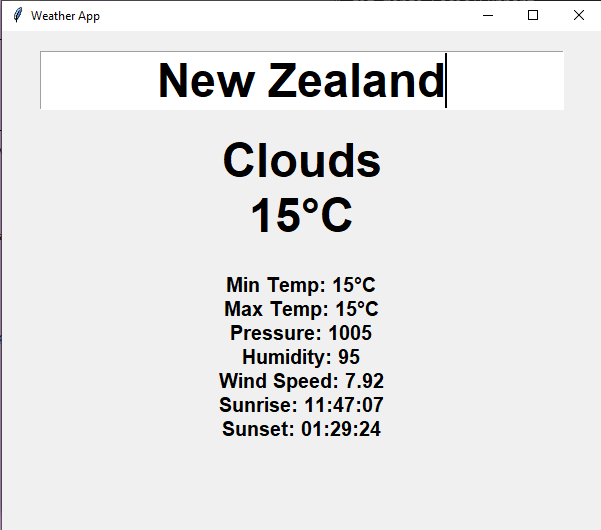 Weather App
New Zealand
Clouds
15°C
Min Temp: 15°C
Max Temp: 15°C
Pressure: 1005
Humidity: 95
Wind Speed: 7.92
Sunrise: 11:47:07
Sunset: 01:29:24